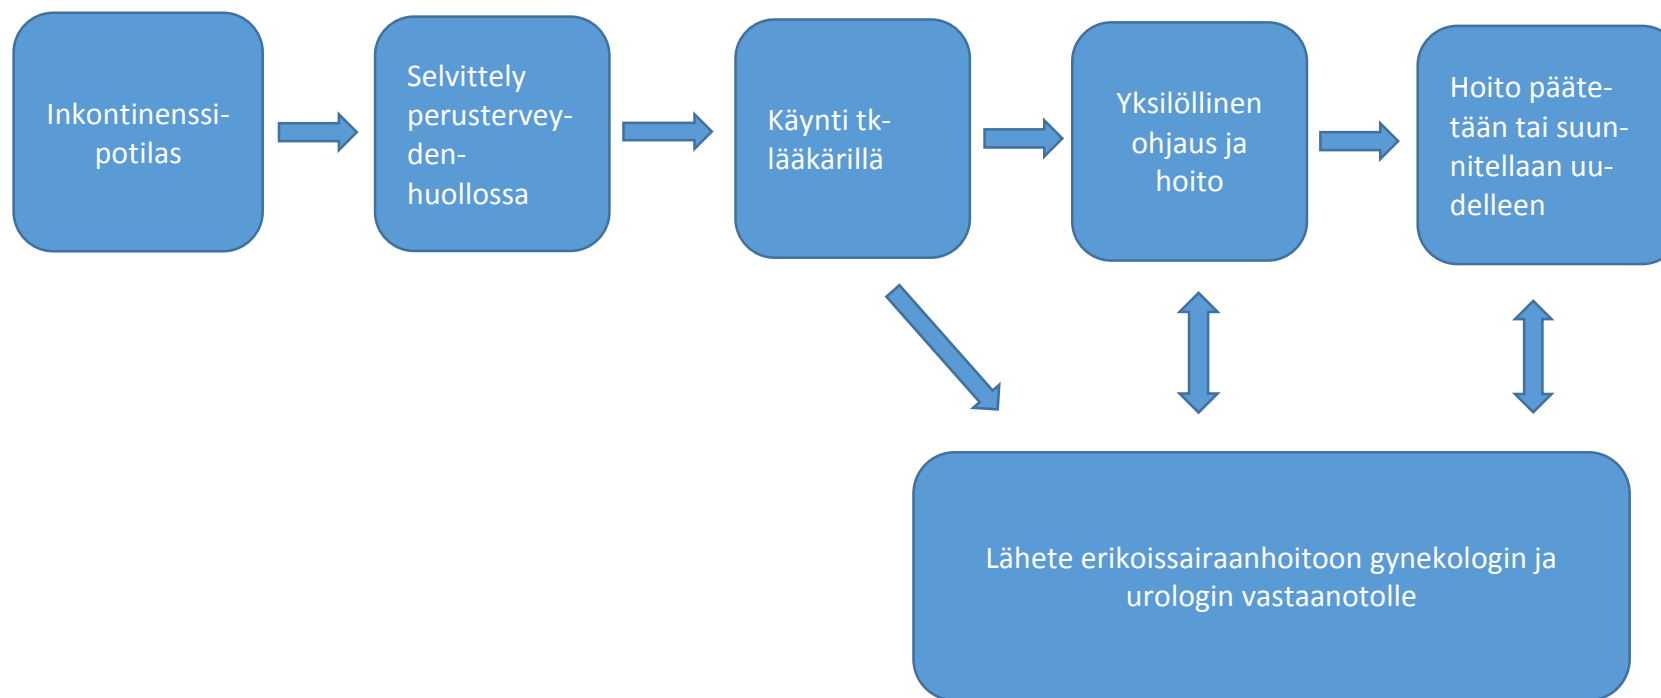 Inkontinenssi-
potilas
Selvittely
perustervey-
den-
huollossa
Käynti tk-
lääkärillä
Yksilöllinen
ohjaus ja
hoito
Hoito pääte-
tään tai suun-
nitellaan uu-
delleen
Lähete erikoissairaanhoitoon gynekologin ja
urologin vastaanotolle